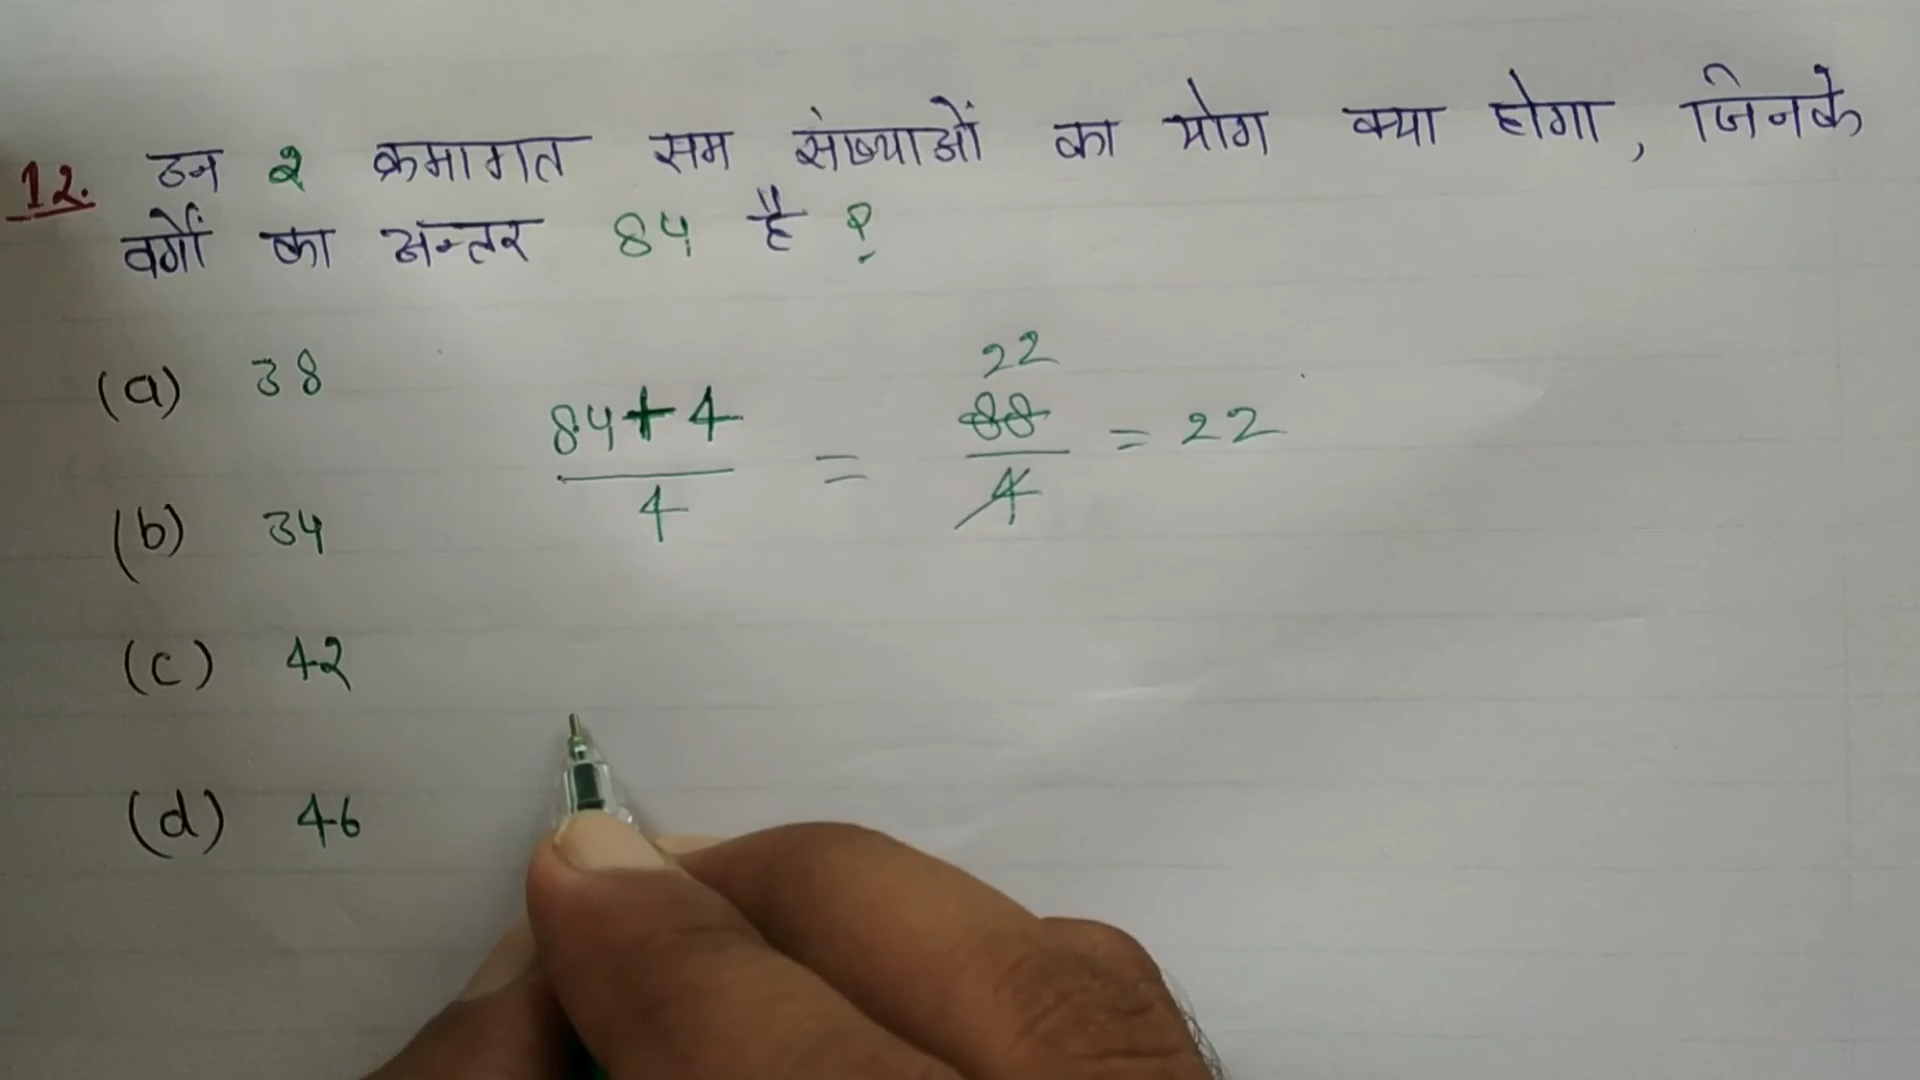 12. उन 2 क्रमागत सम संख्याओं का योग क्या होगा, जिनके
वर्गों का अन्तर 84 है ?
(a) 38
(b) 34
(c) 42
(d) 46
84+4 / 4 = 88 / 4 = 22
22